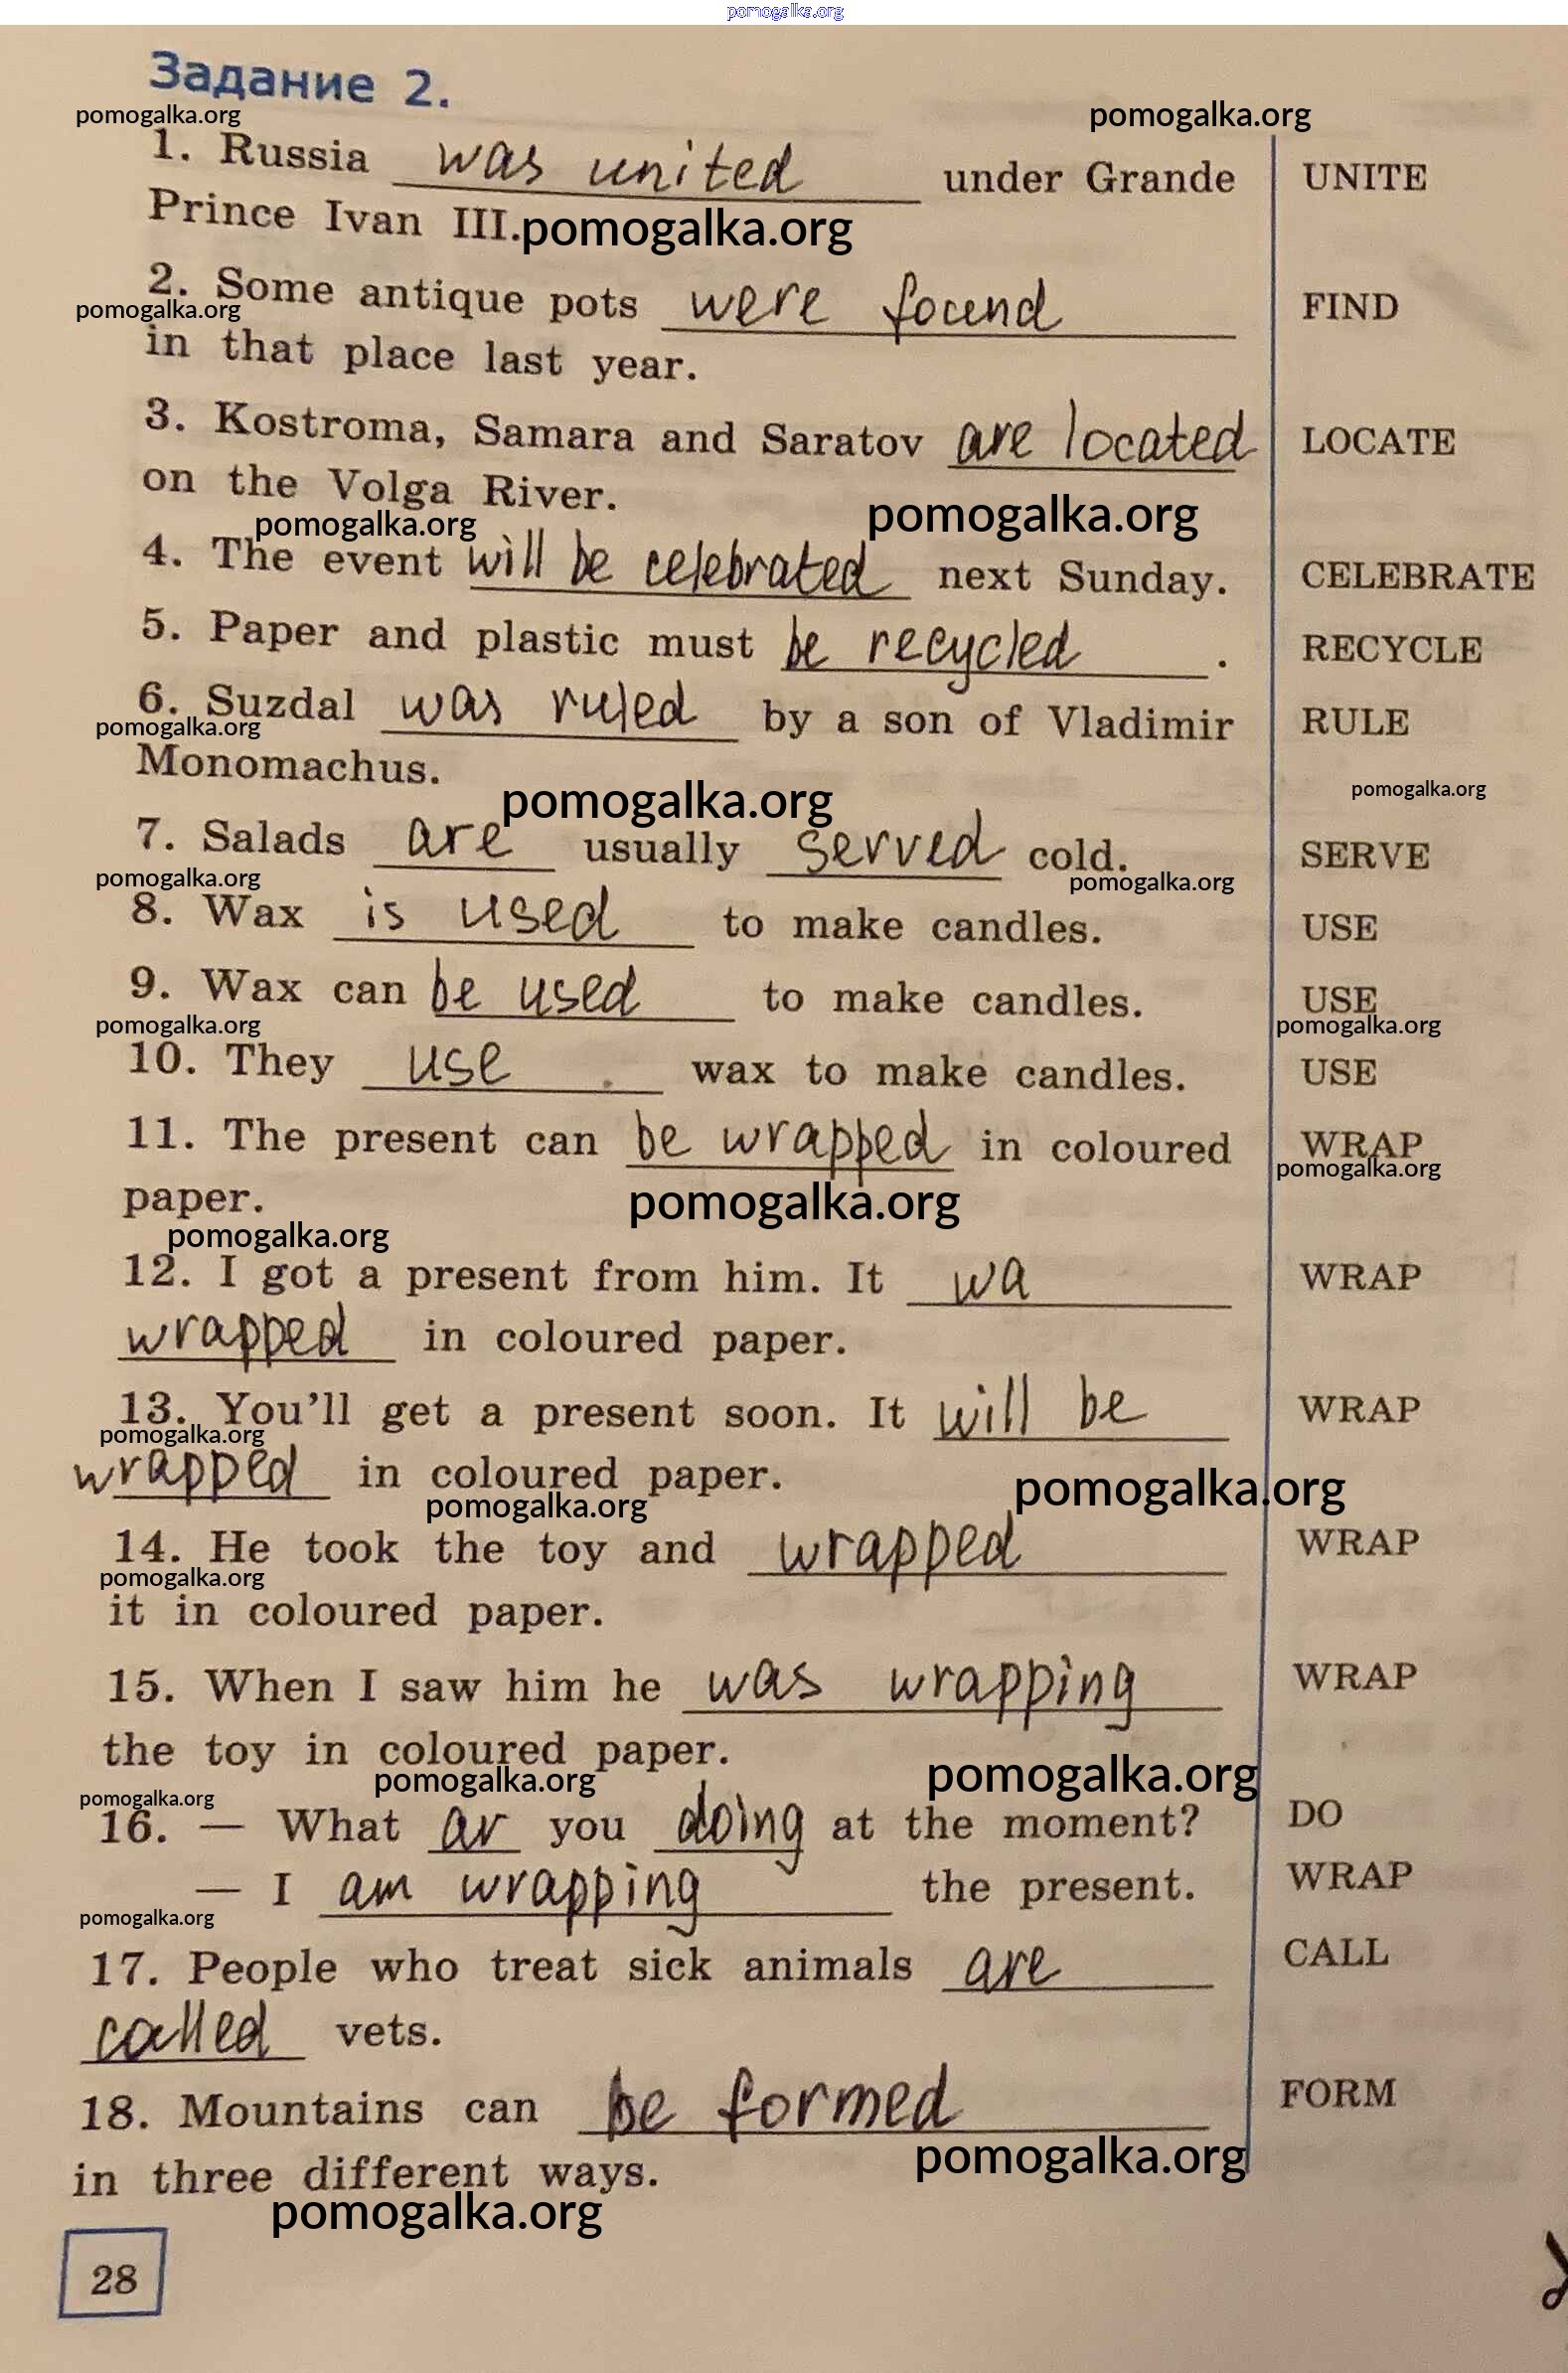 pomogalka.org
Задание 2.
pomogalka.org pomogalka.org
1. Russia was united under Grande UNITE
Prince Ivan III. pomogalka.org
2. Some antique pots were found FIND
pomogalka.org
in that place last year.
3. Kostroma, Samara and Saratov are located LOCATE
on the Volga River.
pomogalka.org pomogalka.org
4. The event will be celebrated next Sunday. CELEBRATE
5. Paper and plastic must be recycled . RECYCLE
6. Suzdal was ruled by a son of Vladimir RULE
pomogalka.org
Monomachus.
pomogalka.org pomogalka.org
7. Salads are usually served cold. SERVE
pomogalka.org pomogalka.org
8. Wax is used to make candles. USE
9. Wax can be used to make candles. USE
pomogalka.org pomogalka.org
10. They use wax to make candles. USE
11. The present can be wrapped in coloured WRAP
pomogalka.org
paper. pomogalka.org
pomogalka.org
12. I got a present from him. It wa WRAP
wrapped in coloured paper.
13. You'll get a present soon. It will be WRAP
pomogalka.org
wrapped in coloured paper.
pomogalka.org pomogalka.org
14. He took the toy and wrapped WRAP
pomogalka.org
it in coloured paper.
15. When I saw him he was wrapping WRAP
the toy in coloured paper.
pomogalka.org pomogalka.org
pomogalka.org
16. — What ar you doing at the moment? DO
— I am wrapping the present. WRAP
pomogalka.org
17. People who treat sick animals are CALL
called vets.
18. Mountains can be formed FORM
pomogalka.org
in three different ways.
pomogalka.org
28